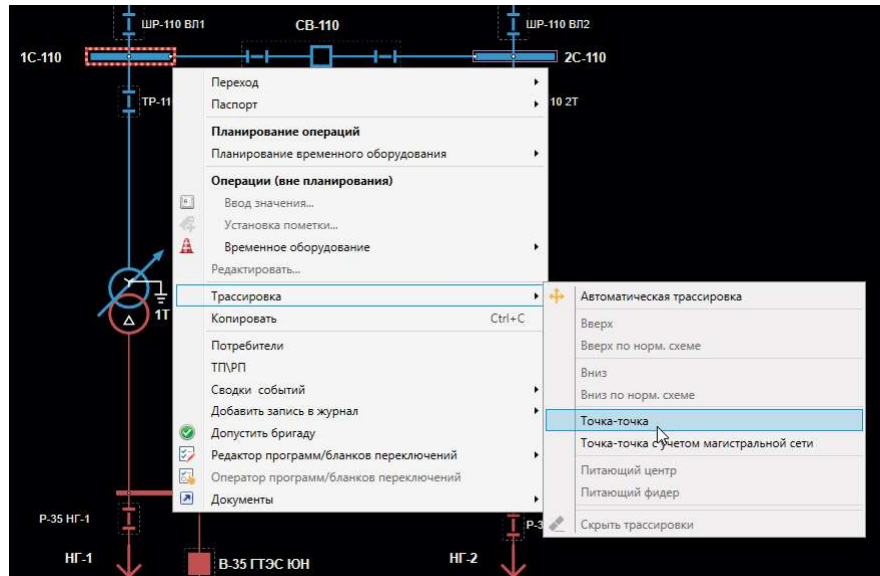 ШР-110 ВЛ1
СВ-110
ШР-110 ВЛ2
1С-110
2С-110
Переход
ТР-11
Паспорт
10 2Т
Планирование операций
Планирование временного оборудования
Операции (вне планирования)
Ввод значения...
Установка пометки...
Временное оборудование
Редактировать...
Трассировка
Автоматическая трассировка
1Т
Копировать
Ctrl+C
Вверх
Потребители
Вверх по норм. схеме
ТП\РП
Вниз
Сводки событий
Вниз по норм. схеме
Добавить запись в журнал
Точка-точка
Допустить бригаду
Точка-точка с учетом магистральной сети
Редактор программ/бланков переключений
Питающий центр
Оператор программ/бланков переключений
Питающий фидер
Документы
Р-35 НГ-1
Р-3
Скрыть трассировки
НГ-1
В-35 ГТЭС ЮН
НГ-2